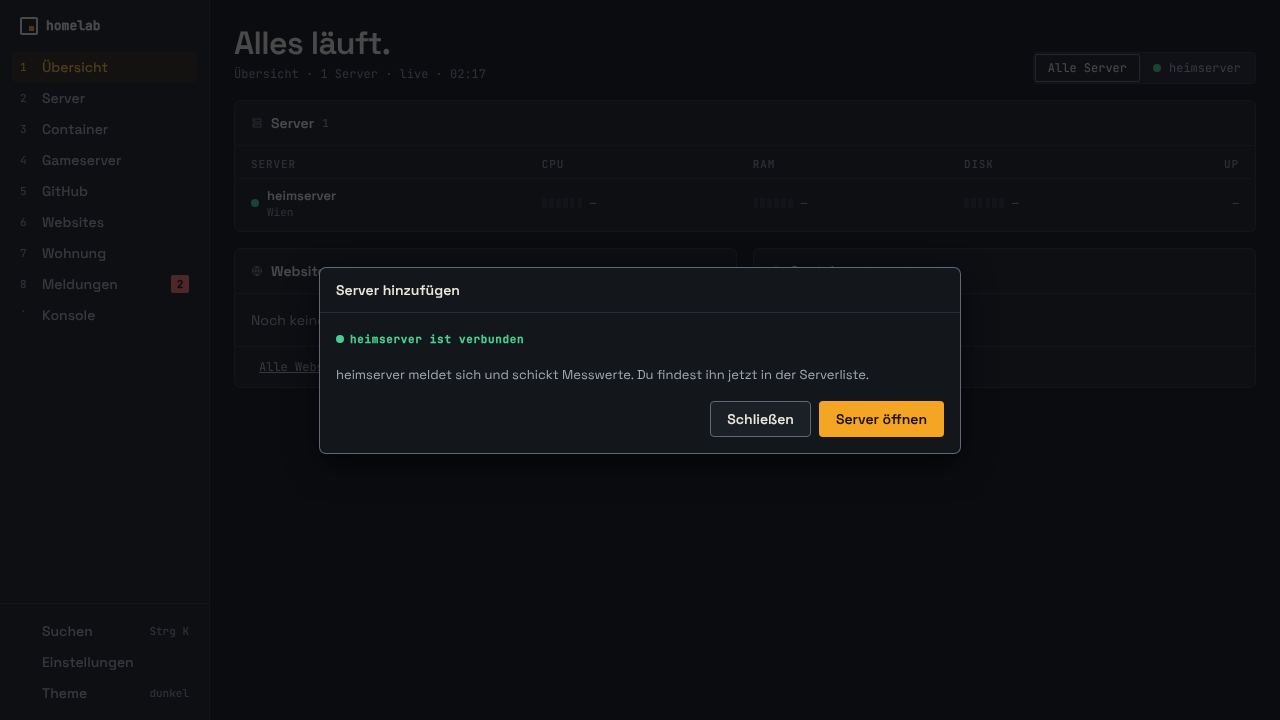 homelab
1 Übersicht
2 Server
3 Container
4 Gameserver
5 GitHub
6 Websites
7 Wohnung
8 Meldungen 2
` Konsole
Suchen Strg K
Einstellungen
Theme dunkel
Alles läuft.
Übersicht · 1 Server · live · 02:17
Alle Server heimserver
Server 1
SERVER CPU RAM DISK UP
heimserver — — — —
Wien
Server hinzufügen
heimserver ist verbunden
heimserver meldet sich und schickt Messwerte. Du findest ihn jetzt in der Serverliste.
Schließen Server öffnen
Noch
Alle